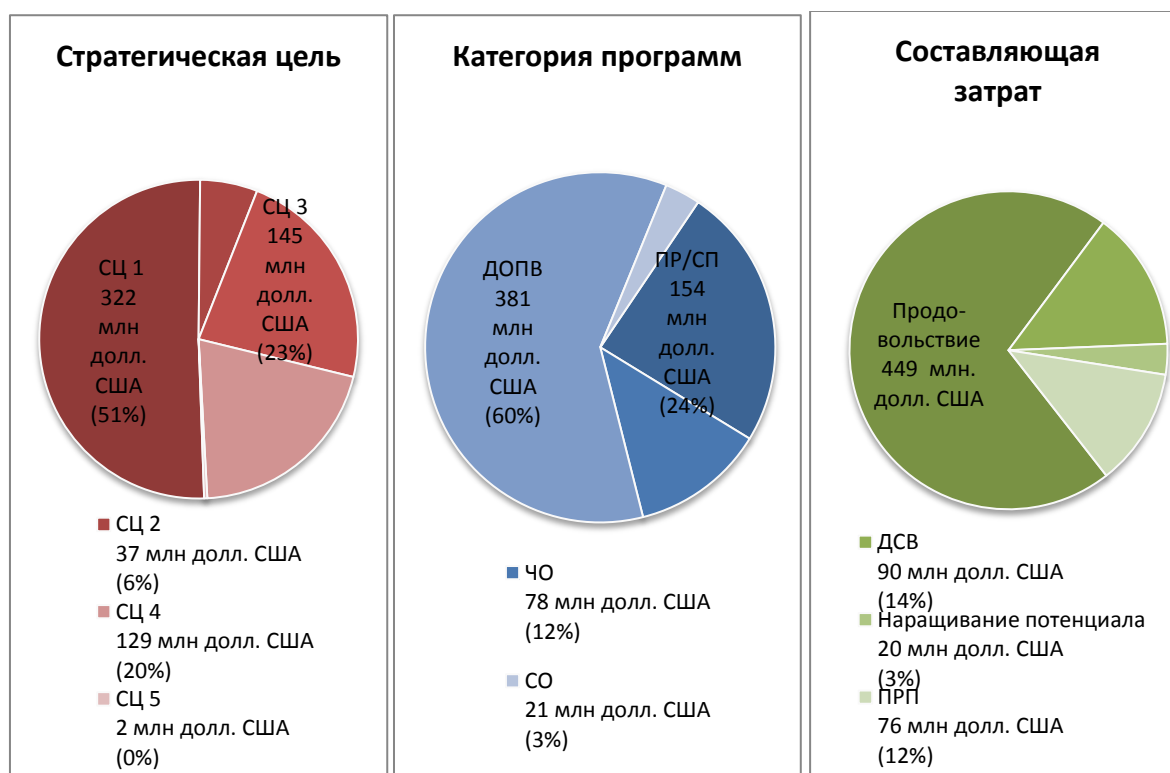 Стратегическая цель
СЦ 1
322
млн
долл.
США
(51%)
СЦ 3
145
млн
долл.
США
(23%)
СЦ 2
37 млн долл. США
(6%)
СЦ 4
129 млн долл. США
(20%)
СЦ 5
2 млн долл. США
(0%)
Категория программ
ДОПВ
381
млн
долл.
США
(60%)
ПР/СП
154
млн
долл.
США
(24%)
ЧО
78 млн долл. США
(12%)
СО
21 млн долл. США
(3%)
Составляющая
затрат
Продо-
вольствие
449 млн.
долл. США
ДСВ
90 млн долл. США
(14%)
Наращивание потенциала
20 млн долл. США
(3%)
ПРП
76 млн долл. США
(12%)